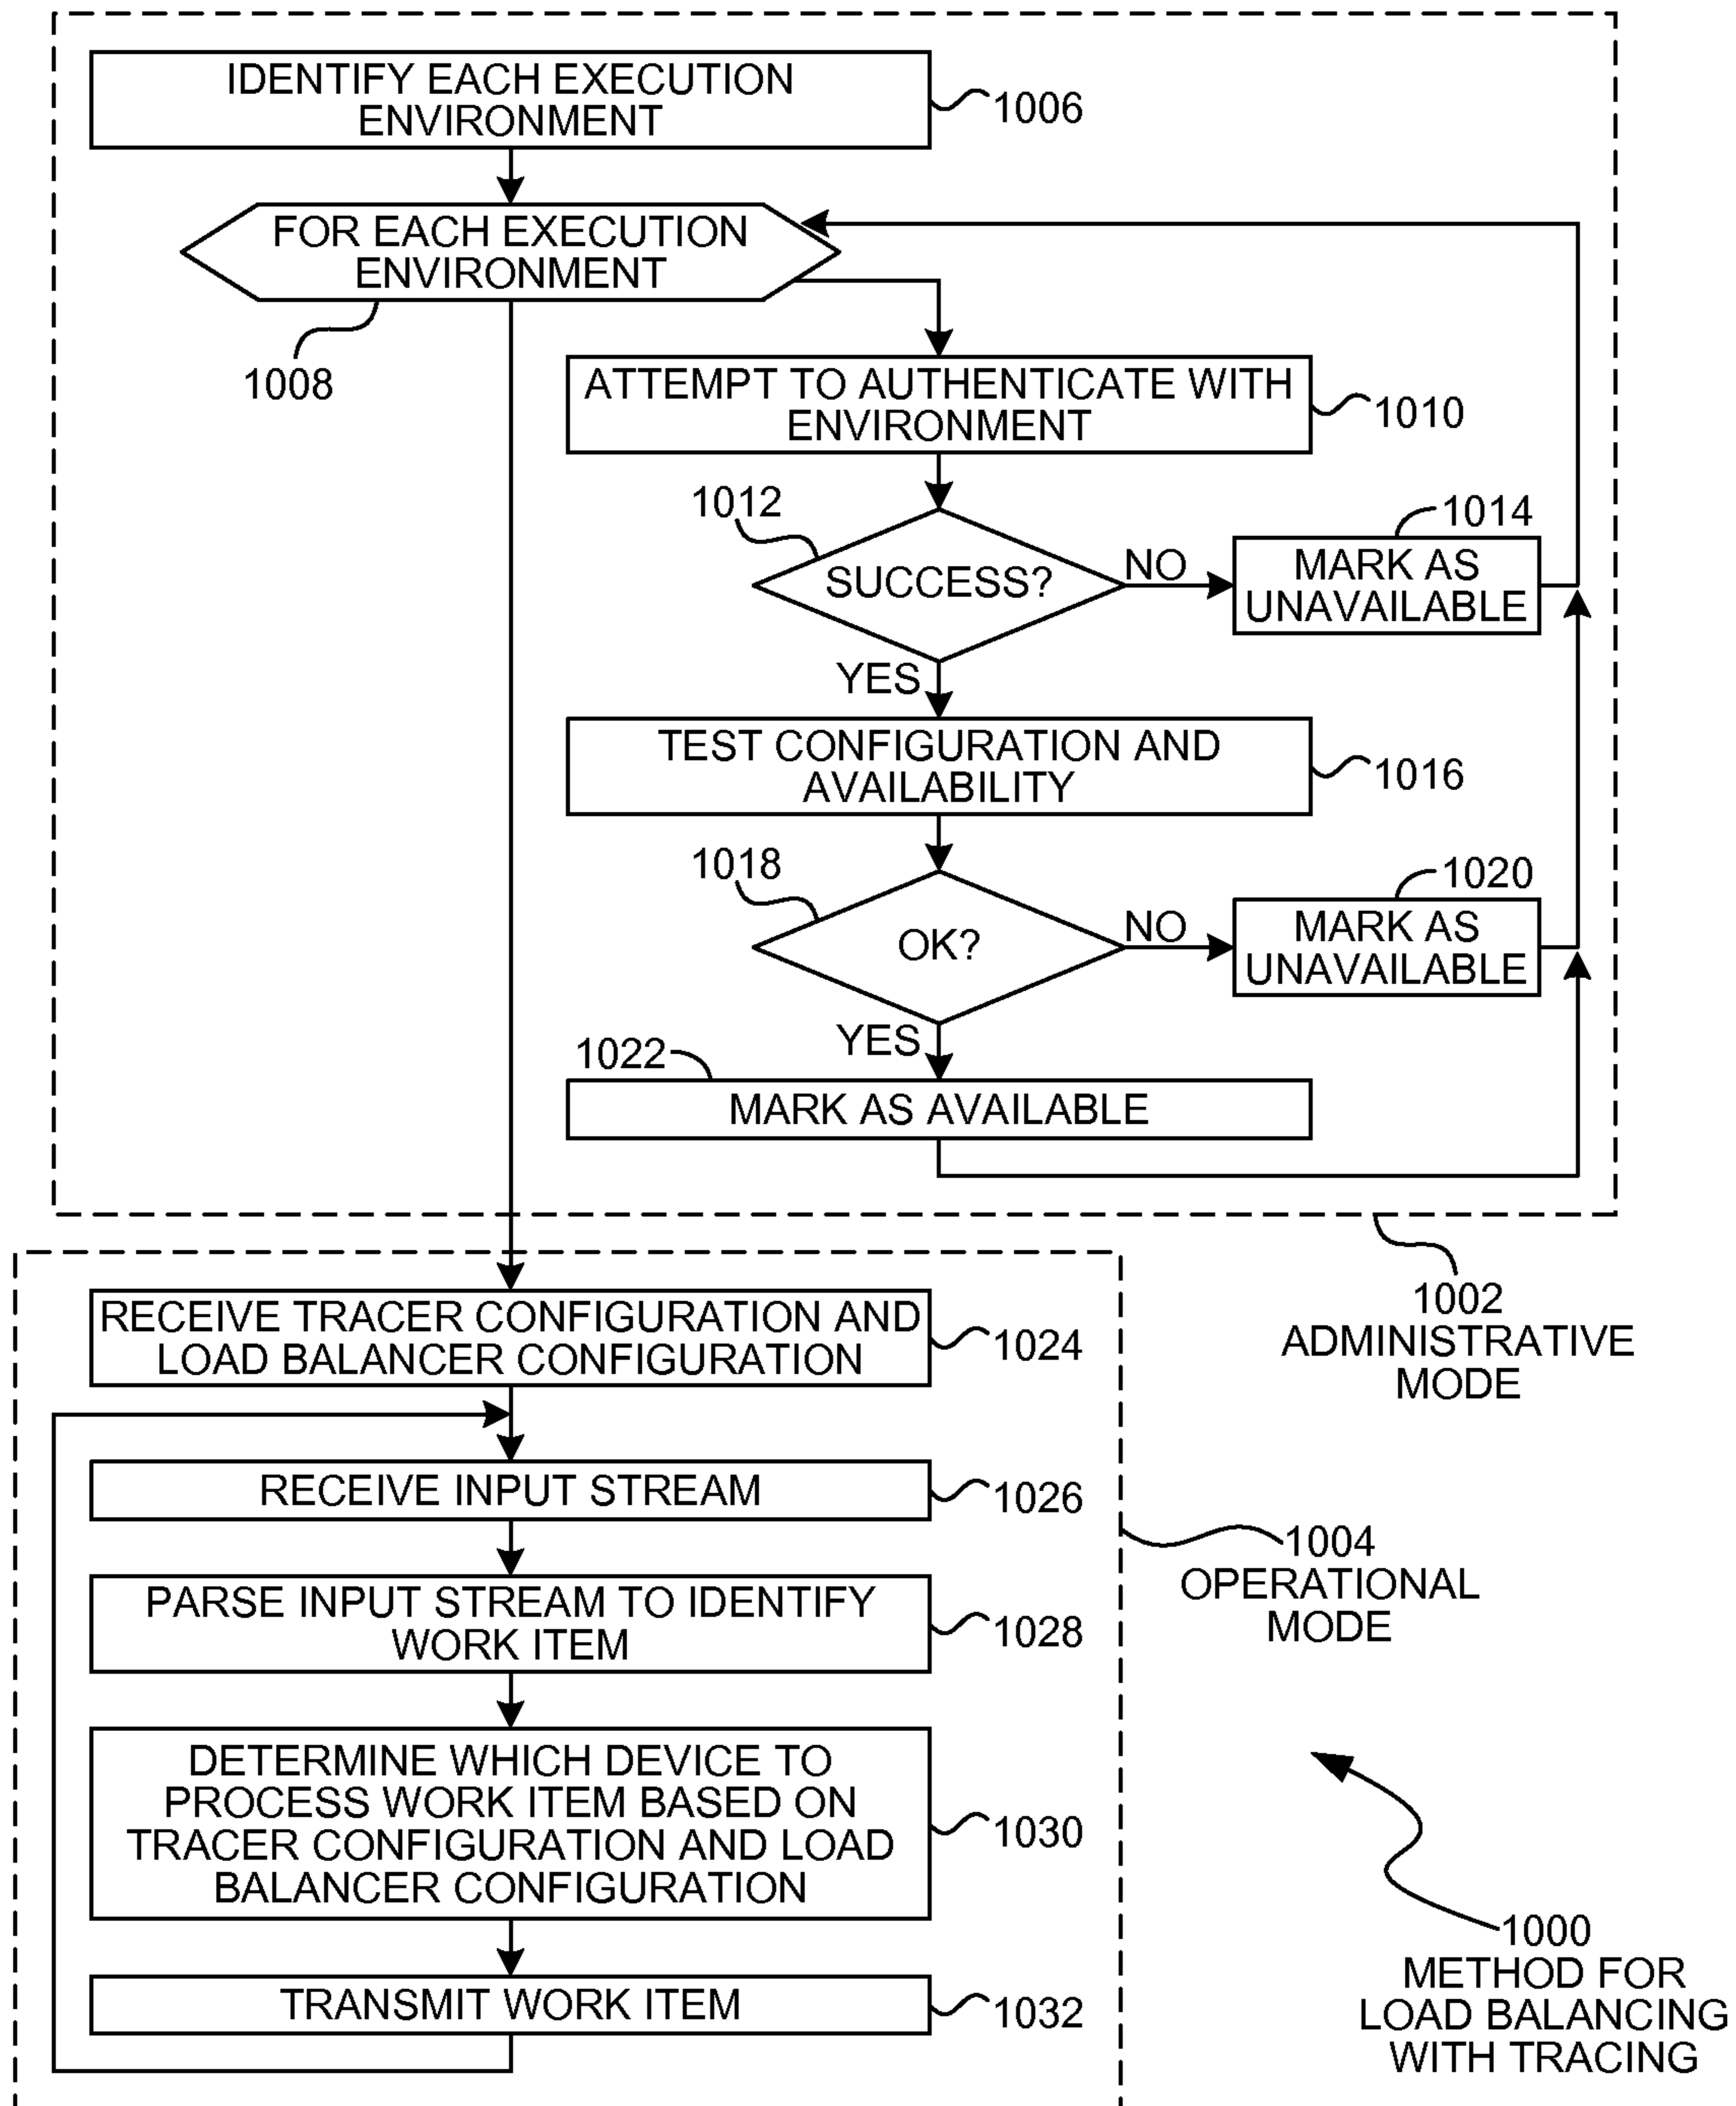 IDENTIFY EACH EXECUTION
ENVIRONMENT
1006
FOR EACH EXECUTION
ENVIRONMENT
1008
ATTEMPT TO AUTHENTICATE WITH
ENVIRONMENT
1010
1012
SUCCESS?
NO
1014
MARK AS
UNAVAILABLE
YES
TEST CONFIGURATION AND
AVAILABILITY
1016
1018
OK?
NO
1020
MARK AS
UNAVAILABLE
YES
1022
MARK AS AVAILABLE
1002
ADMINISTRATIVE
MODE
RECEIVE TRACER CONFIGURATION AND
LOAD BALANCER CONFIGURATION
1024
RECEIVE INPUT STREAM
1026
1004
OPERATIONAL
MODE
PARSE INPUT STREAM TO IDENTIFY
WORK ITEM
1028
DETERMINE WHICH DEVICE TO
PROCESS WORK ITEM BASED ON
TRACER CONFIGURATION AND LOAD
BALANCER CONFIGURATION
1030
TRANSMIT WORK ITEM
1032
1000
METHOD FOR
LOAD BALANCING
WITH TRACING